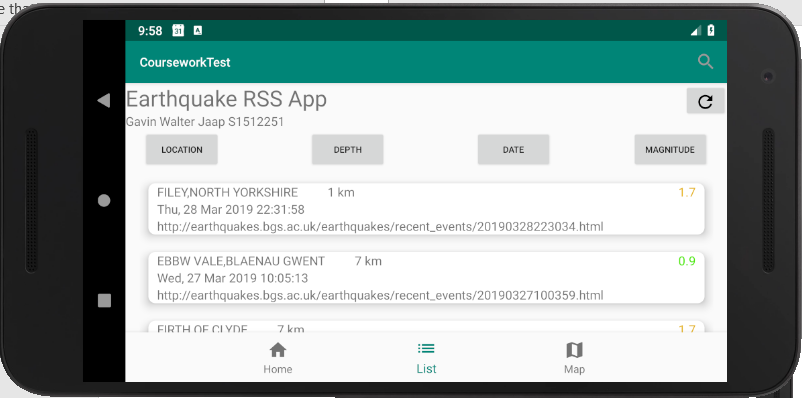 e tha
9:58 31 A
CourseworkTest
Earthquake RSS App
Gavin Walter Jaap S1512251
LOCATION DEPTH DATE MAGNITUDE
FILEY,NORTH YORKSHIRE 1 km 1.7
Thu, 28 Mar 2019 22:31:58
http://earthquakes.bgs.ac.uk/earthquakes/recent_events/20190328223034.html
EBBW VALE,BLAENAU GWENT 7 km 0.9
Wed, 27 Mar 2019 10:05:13
http://earthquakes.bgs.ac.uk/earthquakes/recent_events/20190327100359.html
FIRTH OF CLYDE 7 km 1.7
Home List Map